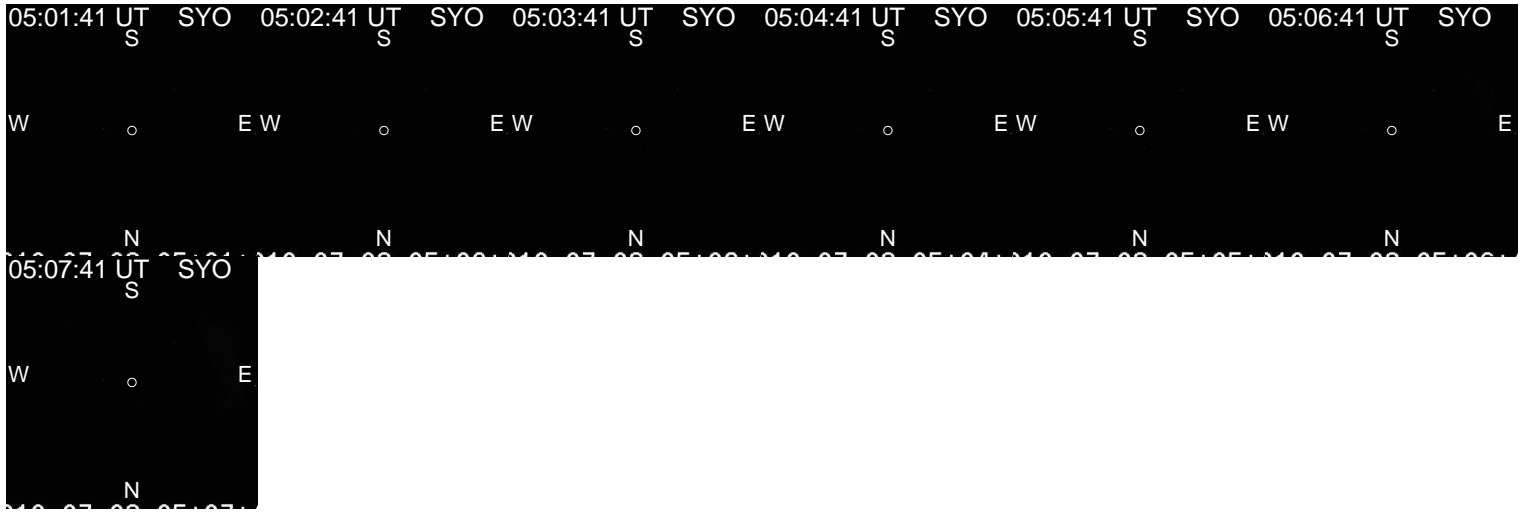 05:01:41 UT SYO 05:02:41 UT SYO 05:03:41 UT SYO 05:04:41 UT SYO 05:05:41 UT SYO 05:06:41 UT SYO
S S S S S S
W E W E W E W E W E W E
N N N N N N
05:07:41 UT SYO
S
W E
N